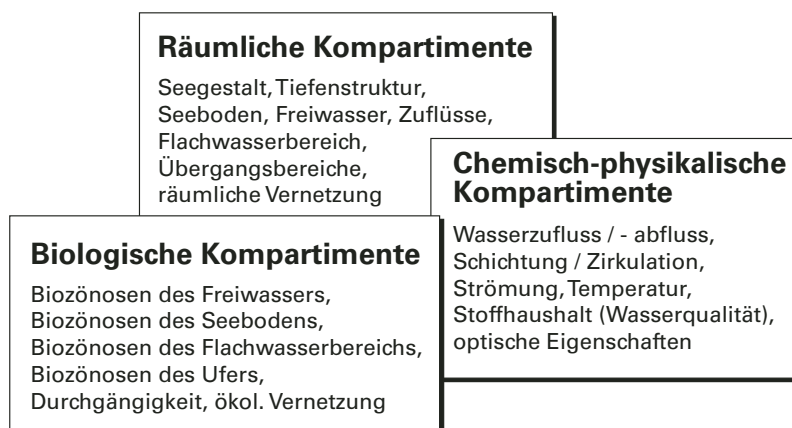 Räumliche Kompartimente
Seegestalt, Tiefenstruktur,
Seeboden, Freiwasser, Zuflüsse,
Flachwasserbereich,
Übergangsbereiche,
räumliche Vernetzung
Chemisch-physikalische
Kompartimente
Wasserzufluss / - abfluss,
Schichtung / Zirkulation,
Strömung, Temperatur,
Stoffhaushalt (Wasserqualität),
optische Eigenschaften
Biologische Kompartimente
Biozönosen des Freiwassers,
Biozönosen des Seebodens,
Biozönosen des Flachwasserbereichs,
Biozönosen des Ufers,
Durchgängigkeit, ökol. Vernetzung